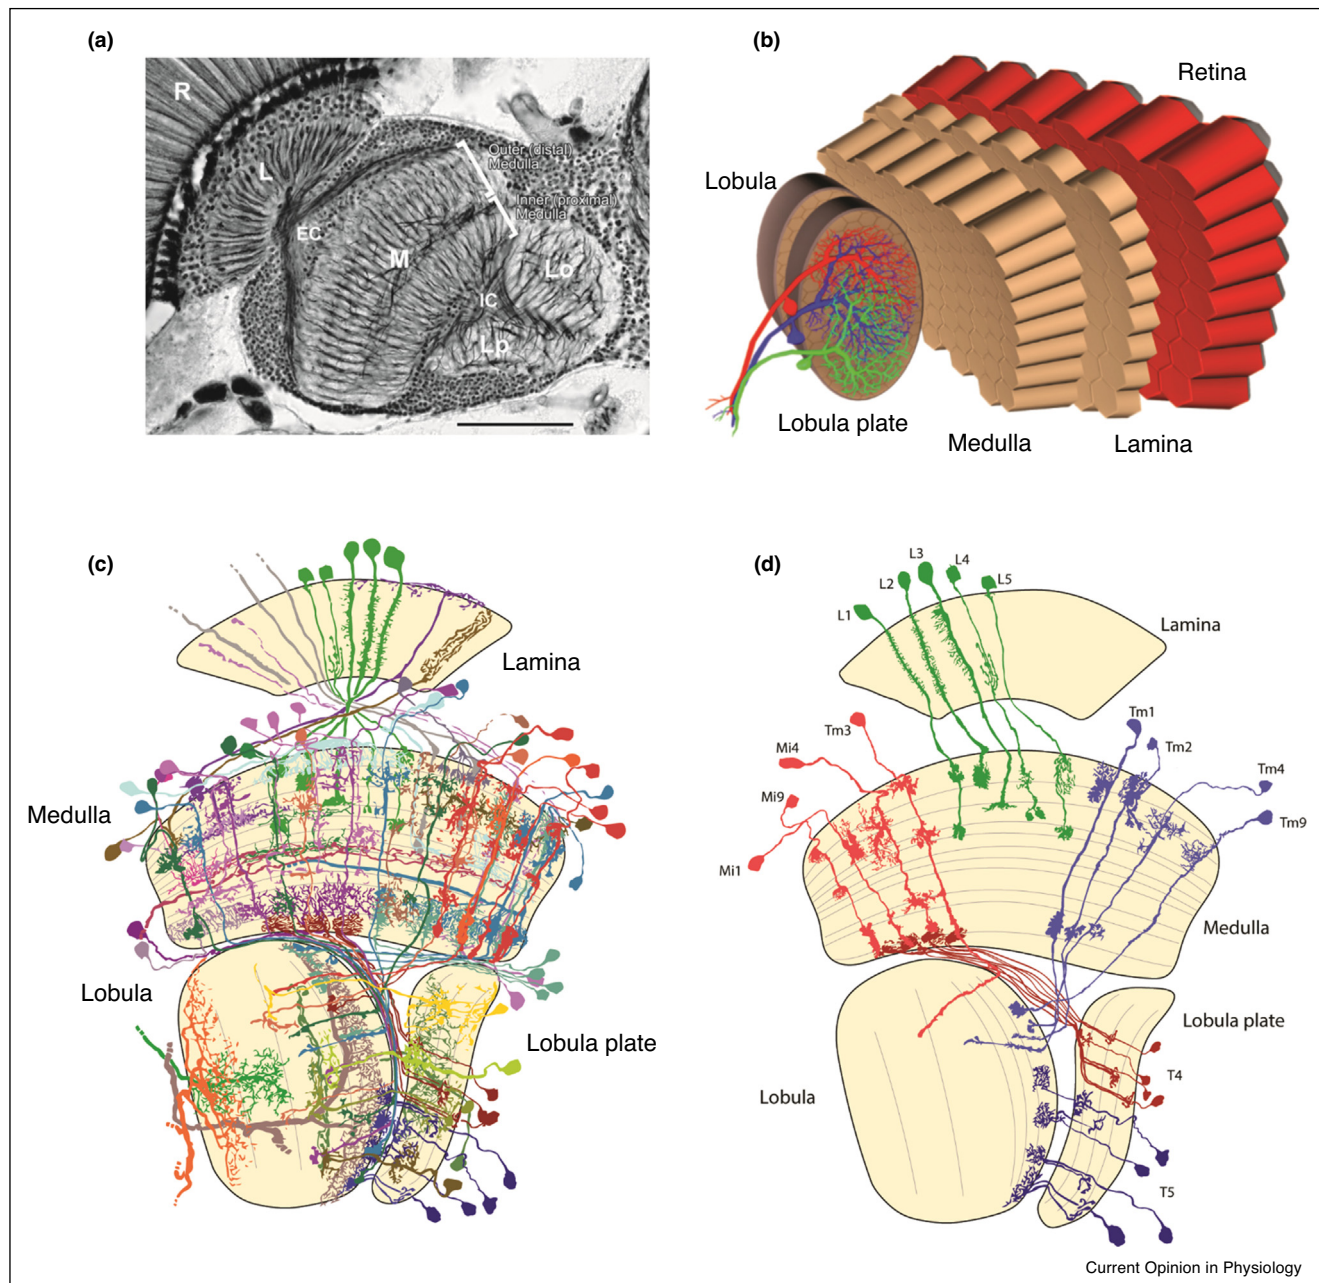 (a)
R
L
EC
M
IC
Lo
Lp
Outer (distal)
Medulla
Inner (proximal)
Medulla
(b)
Retina
Lobula
Lobula plate
Medulla
Lamina
(c)
Lamina
Medulla
Lobula
Lobula plate
(d)
L1
L2
L3
L4
L5
Lamina
Tm3
Mi4
Mi9
Mi1
Tm1
Tm2
Tm4
Tm9
Medulla
Lobula plate
Lobula
T4
T5
Current Opinion in Physiology